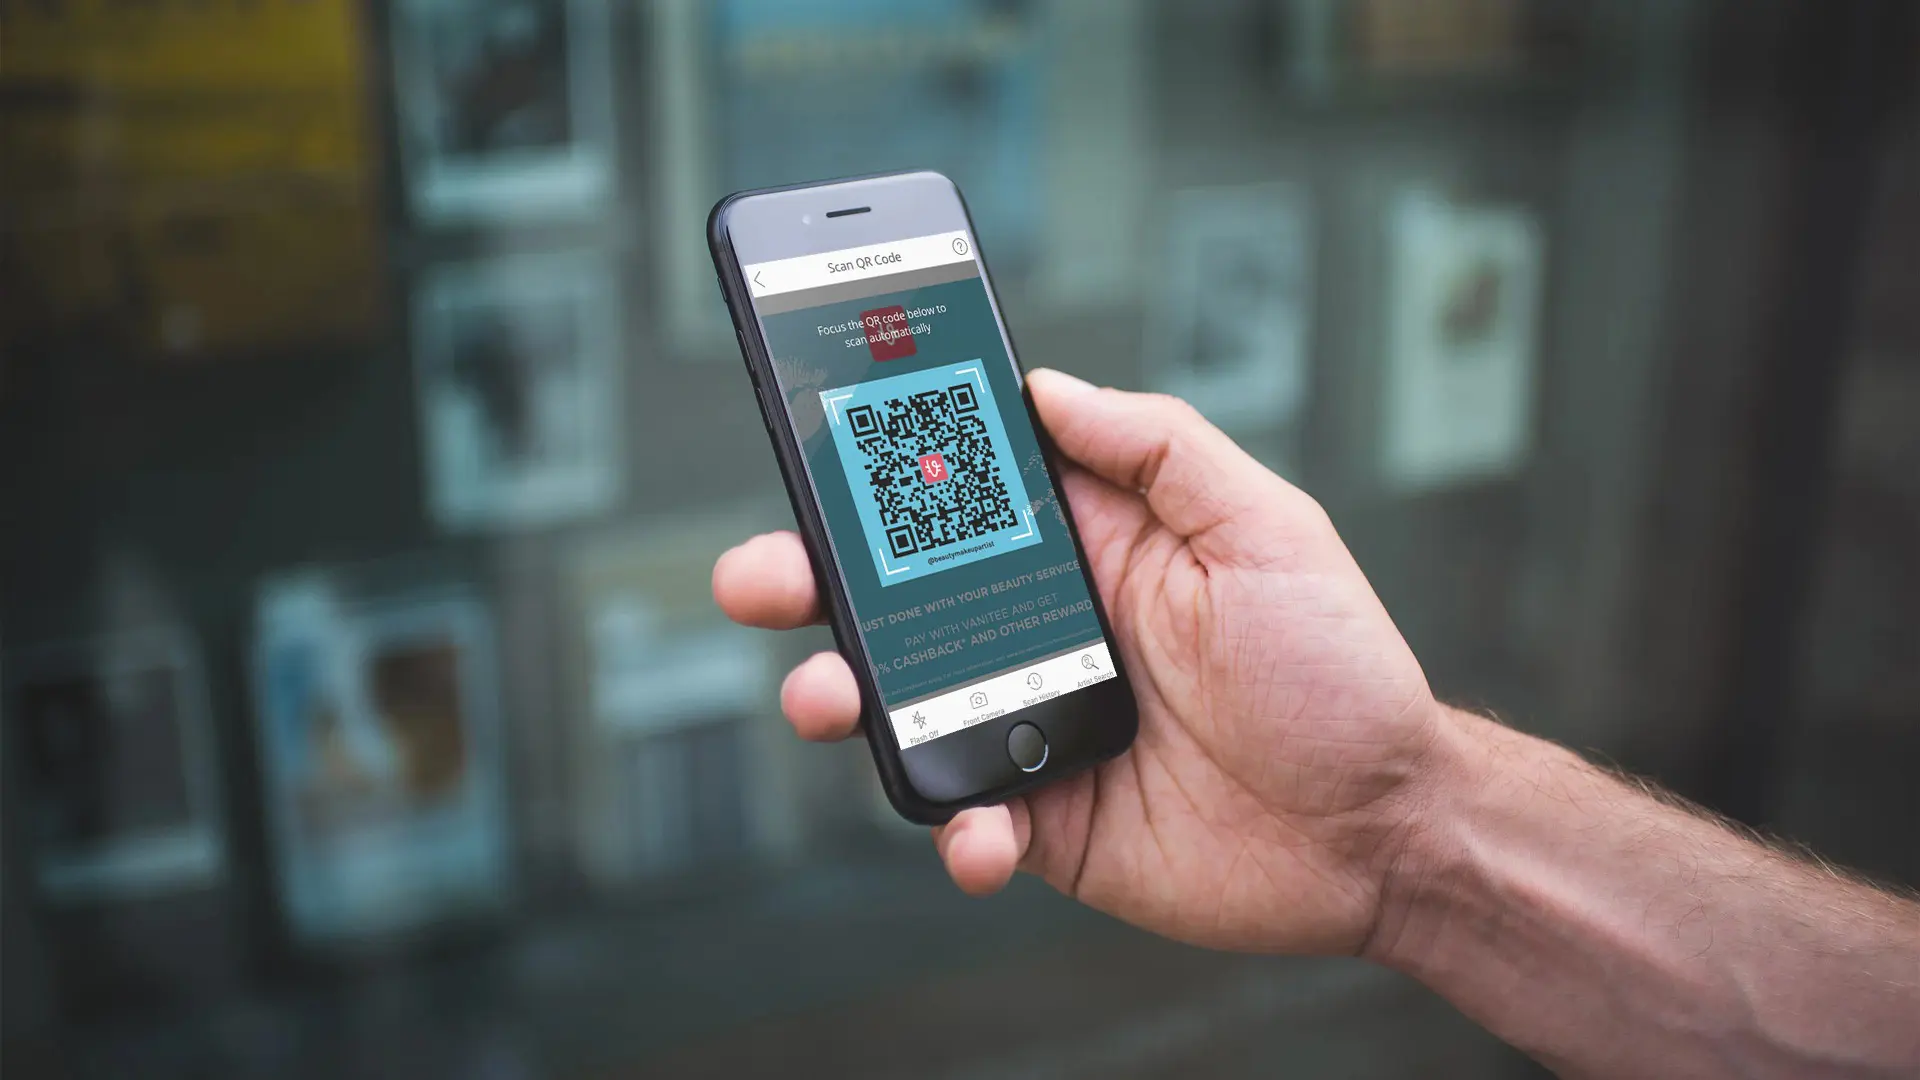 Scan QR Code
?
Focus the QR code below to
scan automatically
@beautymakeupartist
UST DONE WITH YOUR BEAUTY SERVICE
PAY WITH VANITEE AND GET
% CASHBACK* AND OTHER REWARD
Flash Off
Front Camera
Scan History
Artist Search